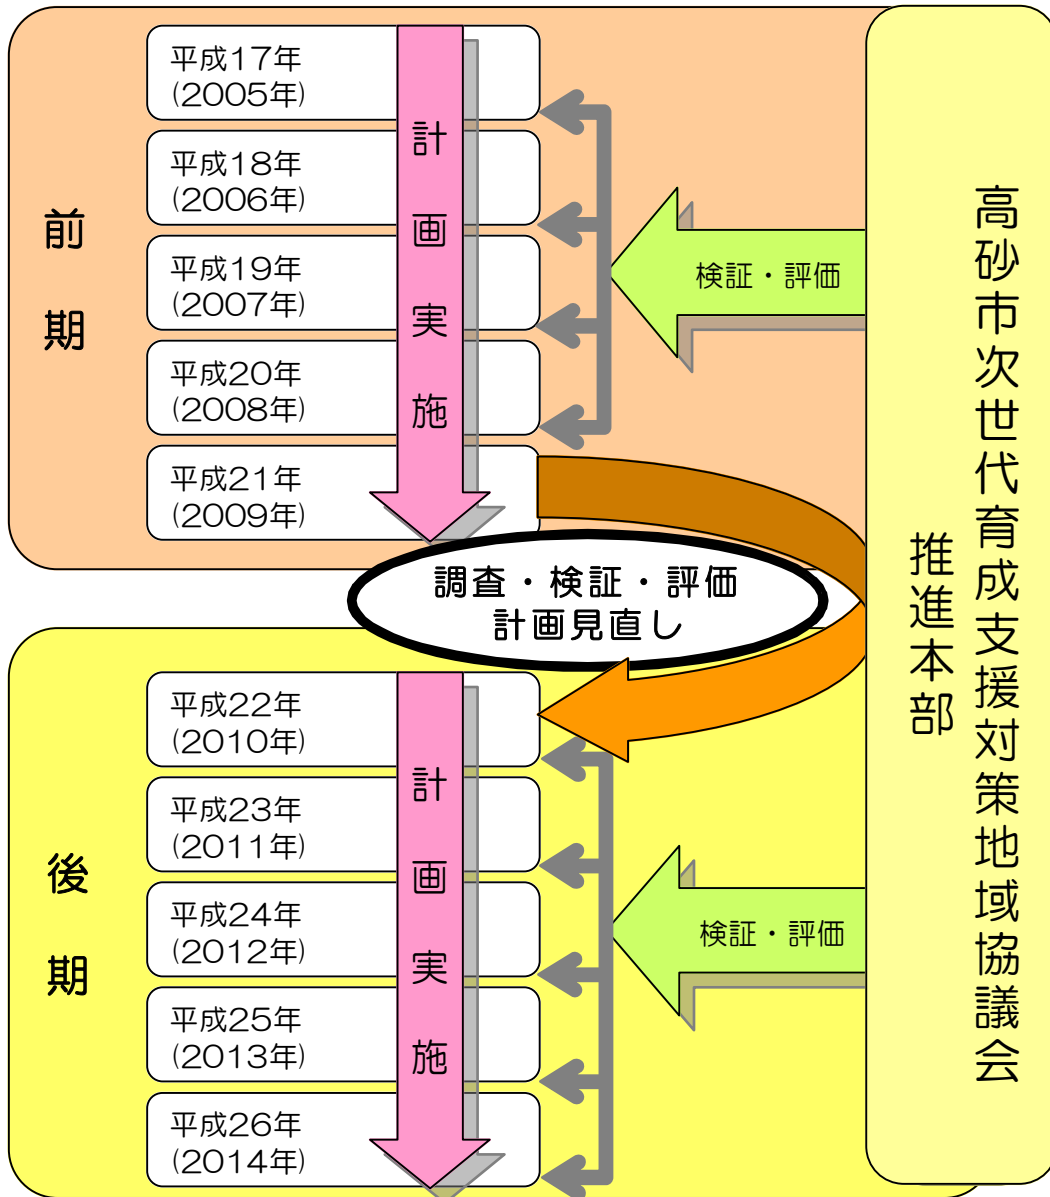 前期
平成17年
(2005年)
平成18年
(2006年)
平成19年
(2007年)
平成20年
(2008年)
平成21年
(2009年)
計画実施
検証・評価
調査・検証・評価
計画見直し
後期
平成22年
(2010年)
平成23年
(2011年)
平成24年
(2012年)
平成25年
(2013年)
平成26年
(2014年)
計画実施
検証・評価
高砂市次世代育成支援対策地域協議会
推進本部